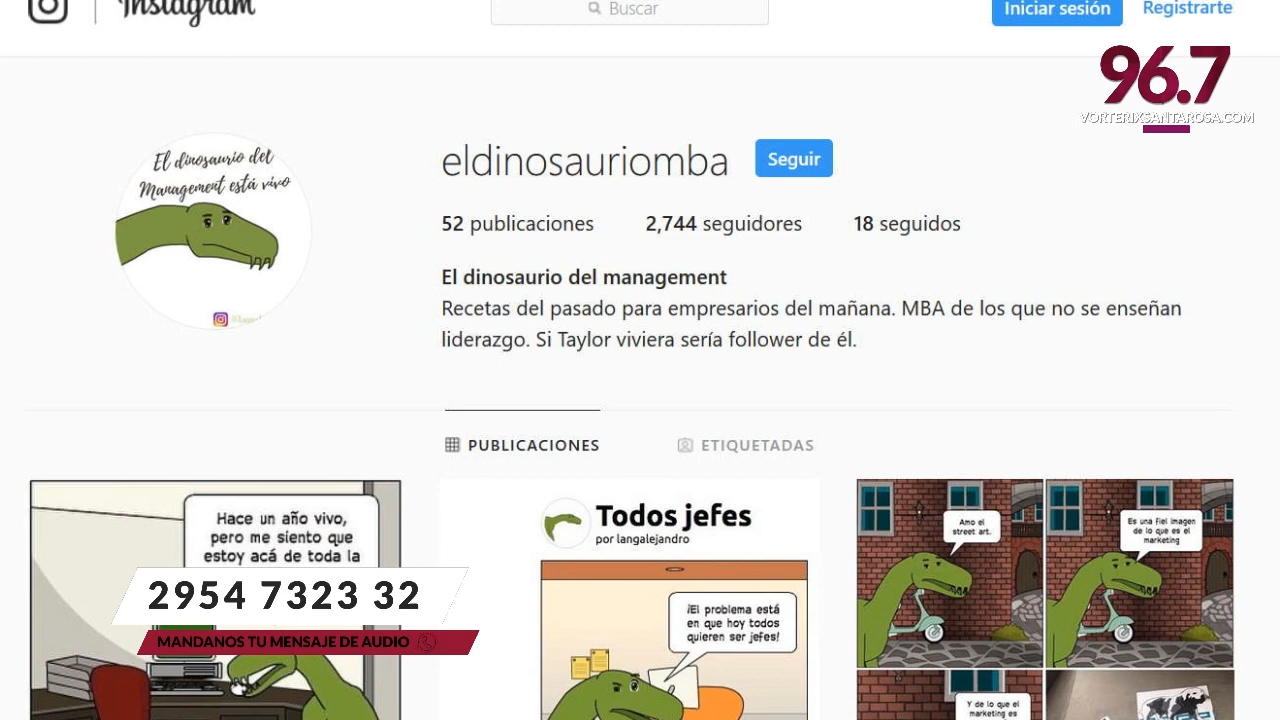 Instagram
Buscar
Iniciar sesión
Registrarte
96.7
VORTERIXSANTAROSA.COM
El dinosaurio del
Management está vivo
eldinosauriomba
Seguir
52 publicaciones
2,744 seguidores
18 seguidos
El dinosaurio del management
Recetas del pasado para empresarios del mañana. MBA de los que no se enseñan
liderazgo. Si Taylor viviera sería follower de él.
PUBLICACIONES
ETIQUETADAS
Hace un año vivo,
pero me siento que
estoy acá de toda la
2954 7323 32
MANDANOS TU MENSAJE DE AUDIO
Todos jefes
por langalejandro
¡El problema está
en que hoy todos
quieren ser jefes!
Amo el
street art.
Es una fiel imagen
de lo que es el
marketing
Y de lo que el
marketing es